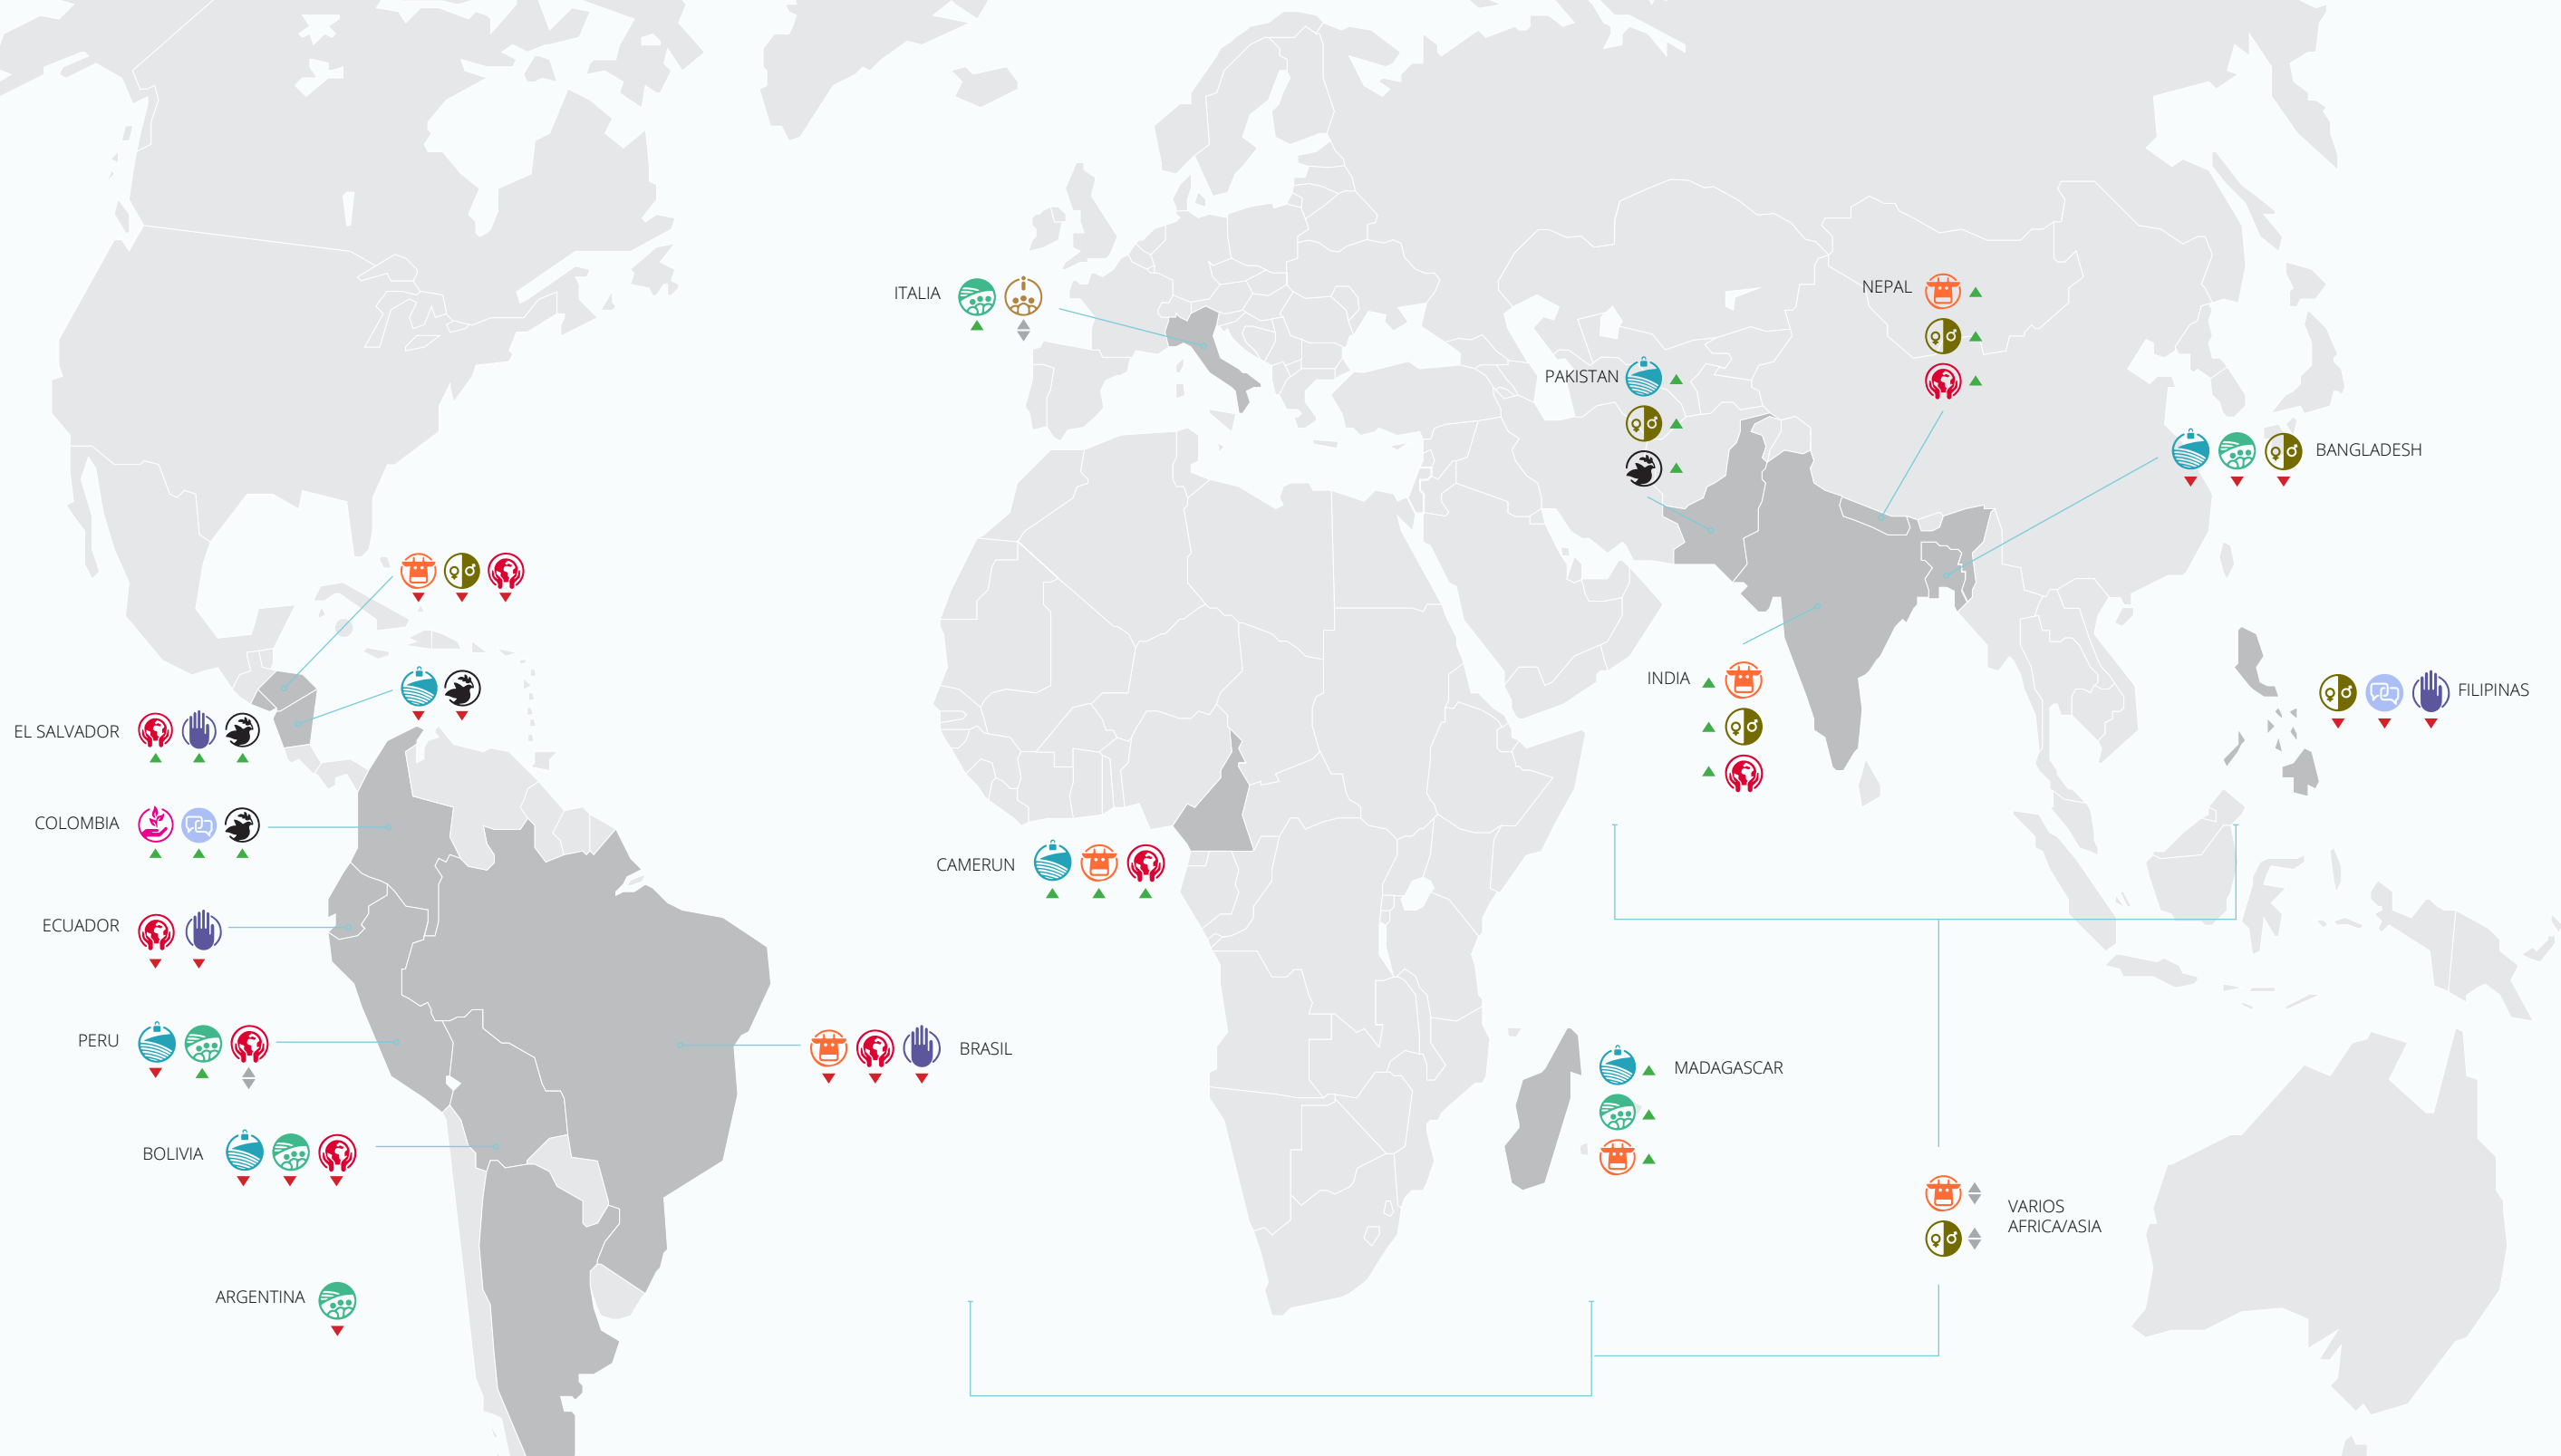 ITALIA
NEPAL
PAKISTAN
BANGLADESH
INDIA
FILIPINAS
EL SALVADOR
COLOMBIA
CAMERUN
ECUADOR
PERU
BRASIL
MADAGASCAR
BOLIVIA
VARIOS
AFRICA/ASIA
ARGENTINA